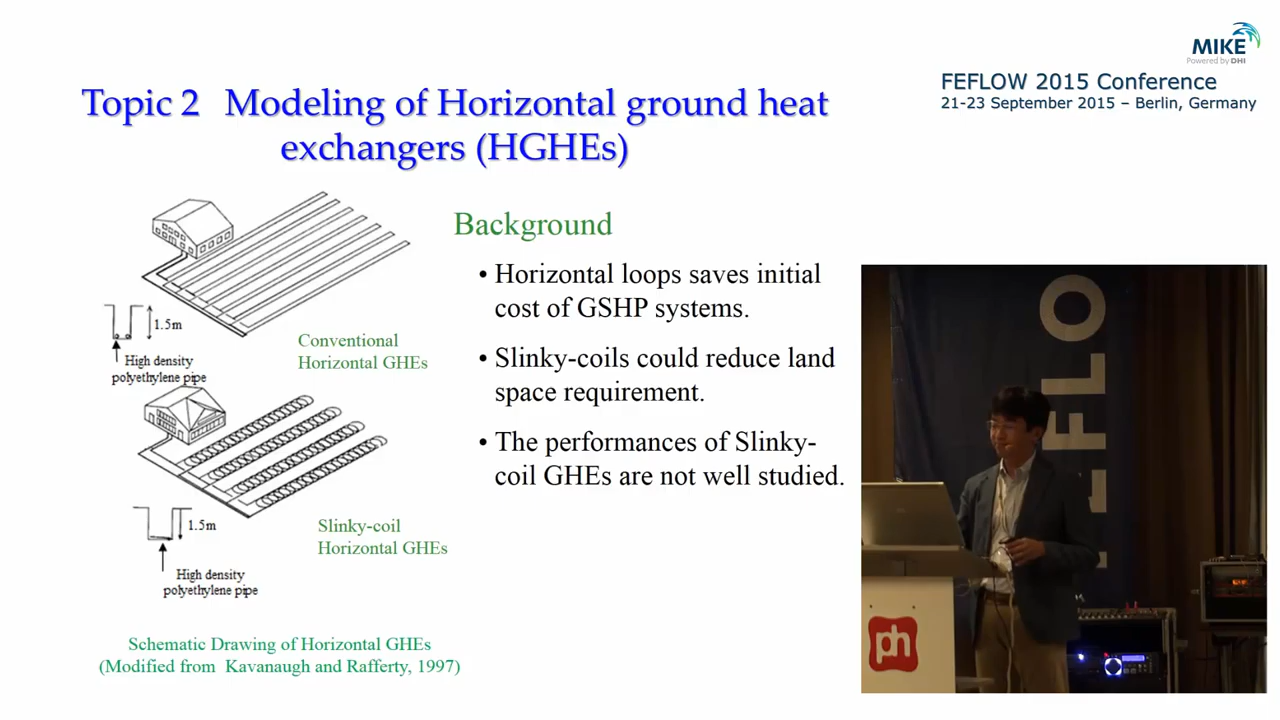 MIKE
Powered by DHI
FEFLOW 2015 Conference
21-23 September 2015 – Berlin, Germany
Topic 2 Modeling of Horizontal ground heat
exchangers (HGHEs)
1.5m
High density
polyethylene pipe
Conventional
Horizontal GHEs
1.5m
High density
polyethylene pipe
Slinky-coil
Horizontal GHEs
Schematic Drawing of Horizontal GHEs
(Modified from Kavanaugh and Rafferty, 1997)
Background
• Horizontal loops saves initial
cost of GSHP systems.
• Slinky-coils could reduce land
space requirement.
• The performances of Slinky-
coil GHEs are not well studied.
FEFLO
ph